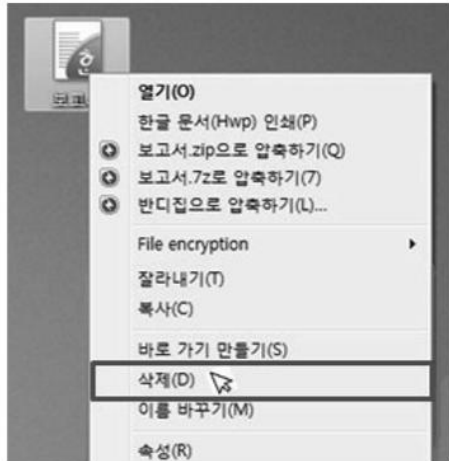 한
보고
열기(O)
한글 문서(Hwp) 인쇄(P)
보고서.zip으로 압축하기(Q)
보고서.7z로 압축하기(7)
반디집으로 압축하기(L)...
File encryption
잘라내기(T)
복사(C)
바로 가기 만들기(S)
삭제(D)
이름 바꾸기(M)
속성(R)